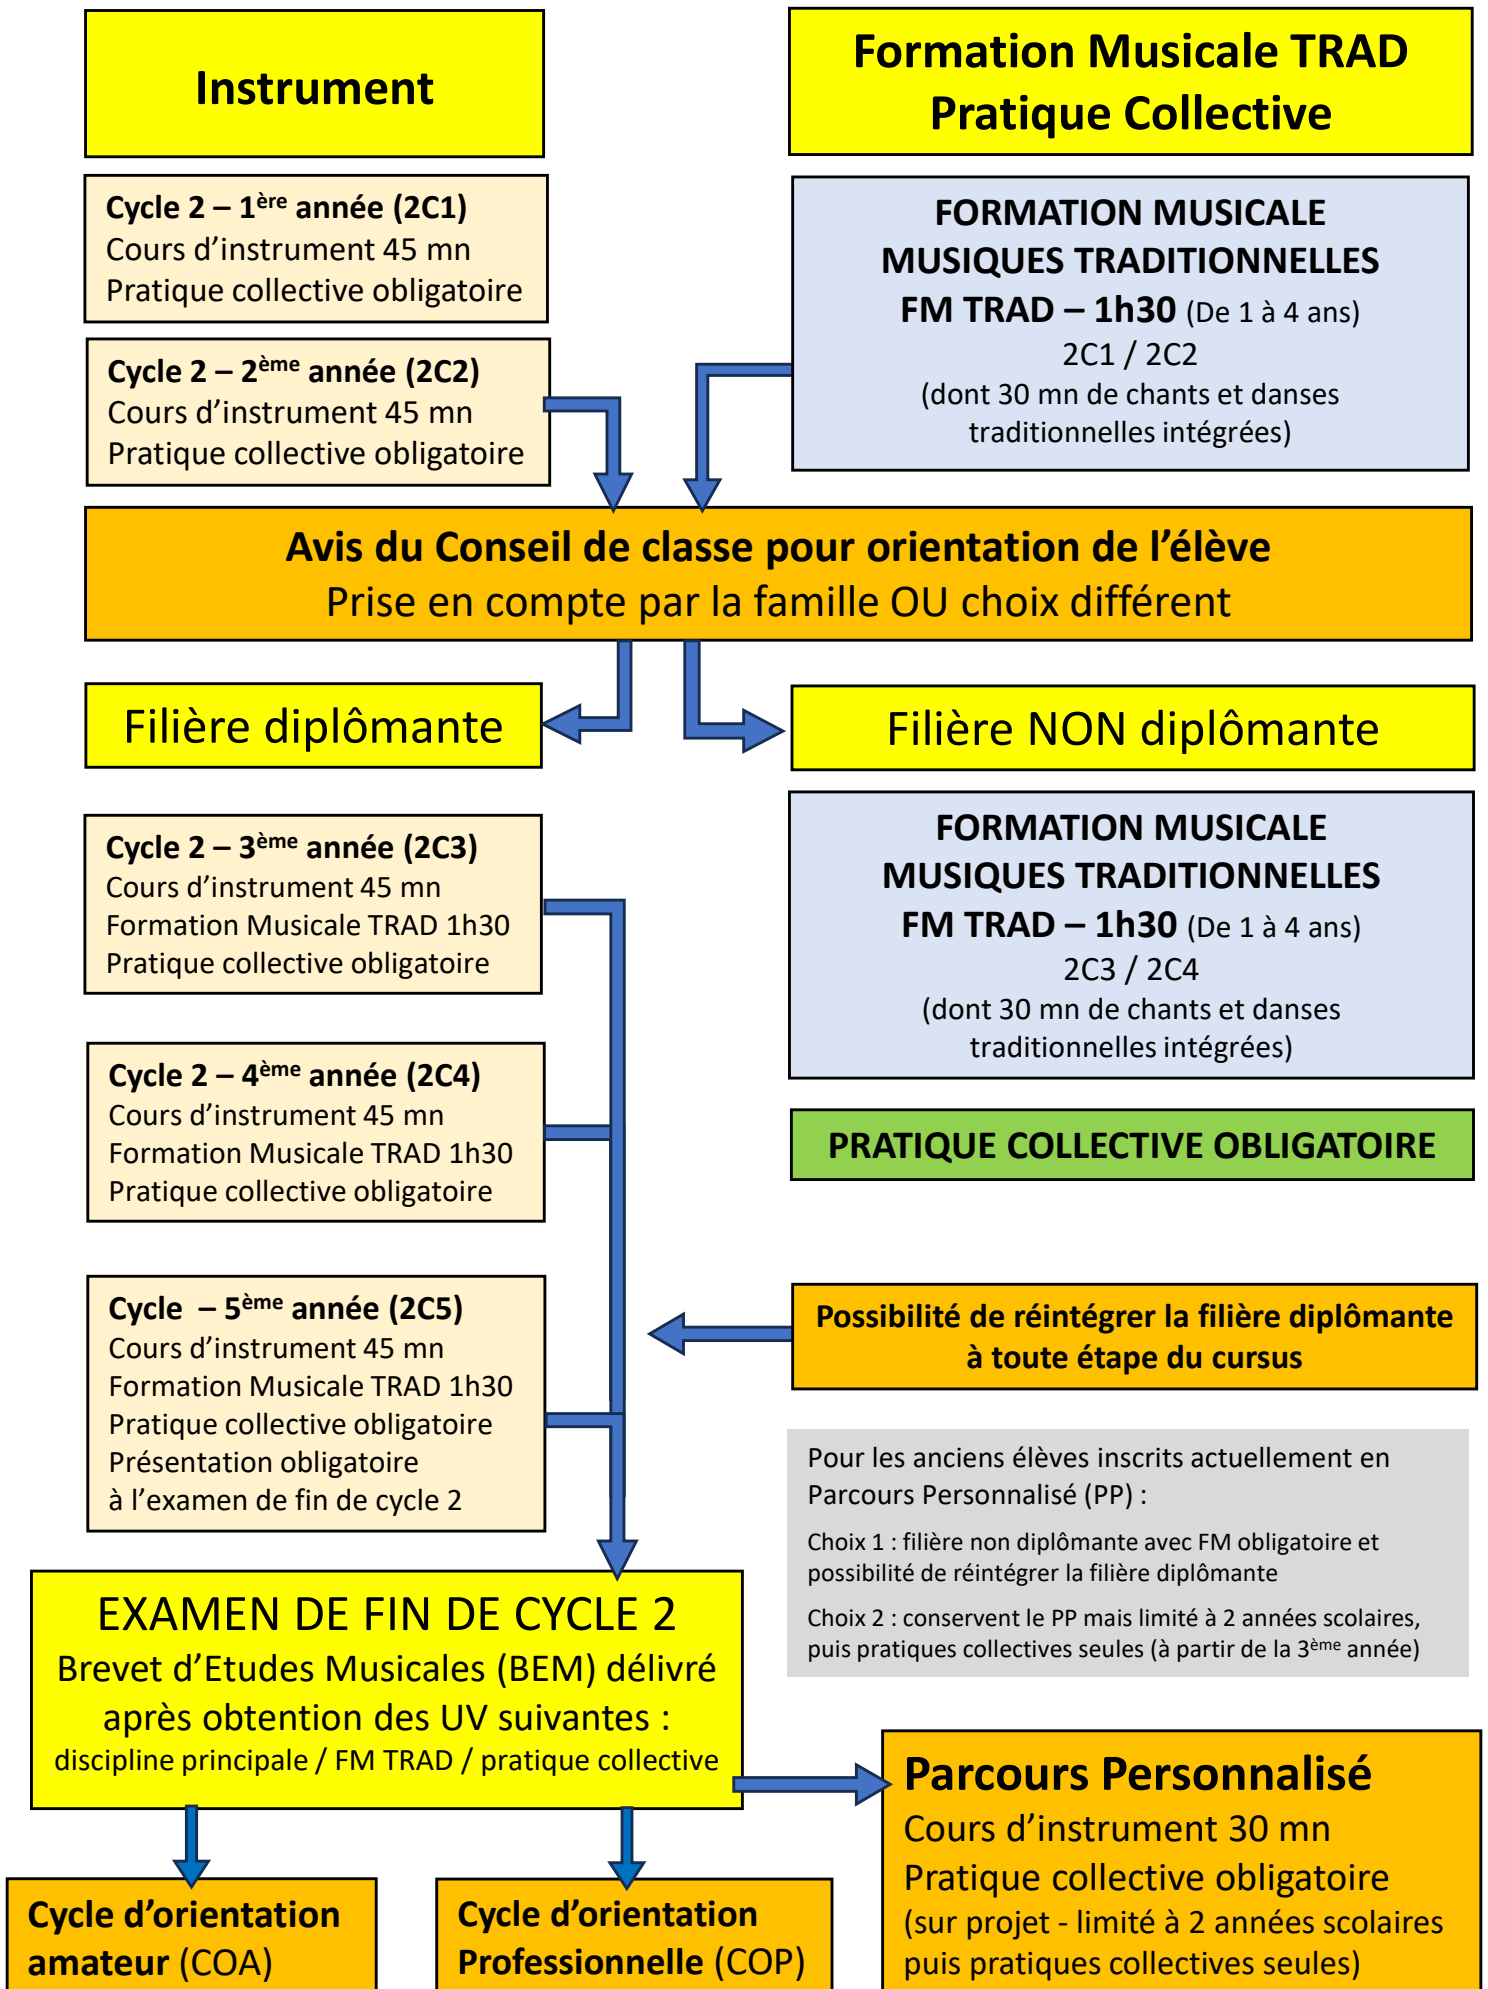 Instrument
Formation Musicale TRAD
Pratique Collective
Cycle 2 – 1ère année (2C1)
Cours d’instrument 45 mn
Pratique collective obligatoire
Cycle 2 – 2ème année (2C2)
Cours d’instrument 45 mn
Pratique collective obligatoire
FORMATION MUSICALE
MUSIQUES TRADITIONNELLES
FM TRAD – 1h30 (De 1 à 4 ans)
2C1 / 2C2
(dont 30 mn de chants et danses
traditionnelles intégrées)
Avis du Conseil de classe pour orientation de l’élève
Prise en compte par la famille OU choix différent
Filière diplômante
Filière NON diplômante
Cycle 2 – 3ème année (2C3)
Cours d’instrument 45 mn
Formation Musicale TRAD 1h30
Pratique collective obligatoire
Cycle 2 – 4ème année (2C4)
Cours d’instrument 45 mn
Formation Musicale TRAD 1h30
Pratique collective obligatoire
Cycle  – 5ème année (2C5)
Cours d’instrument 45 mn
Formation Musicale TRAD 1h30
Pratique collective obligatoire
Présentation obligatoire
à l’examen de fin de cycle 2
FORMATION MUSICALE
MUSIQUES TRADITIONNELLES
FM TRAD – 1h30 (De 1 à 4 ans)
2C3 / 2C4
(dont 30 mn de chants et danses
traditionnelles intégrées)
PRATIQUE COLLECTIVE OBLIGATOIRE
Possibilité de réintégrer la filière diplômante
à toute étape du cursus
Pour les anciens élèves inscrits actuellement en
Parcours Personnalisé (PP) :
Choix 1 : filière non diplômante avec FM obligatoire et
possibilité de réintégrer la filière diplômante
Choix 2 : conservent le PP mais limité à 2 années scolaires,
puis pratiques collectives seules (à partir de la 3ème année)
EXAMEN DE FIN DE CYCLE 2
Brevet d’Etudes Musicales (BEM) délivré
après obtention des UV suivantes :
discipline principale / FM TRAD / pratique collective
Parcours Personnalisé
Cours d’instrument 30 mn
Pratique collective obligatoire
(sur projet - limité à 2 années scolaires
puis pratiques collectives seules)
Cycle d’orientation
amateur (COA)
Cycle d’orientation
Professionnelle (COP)